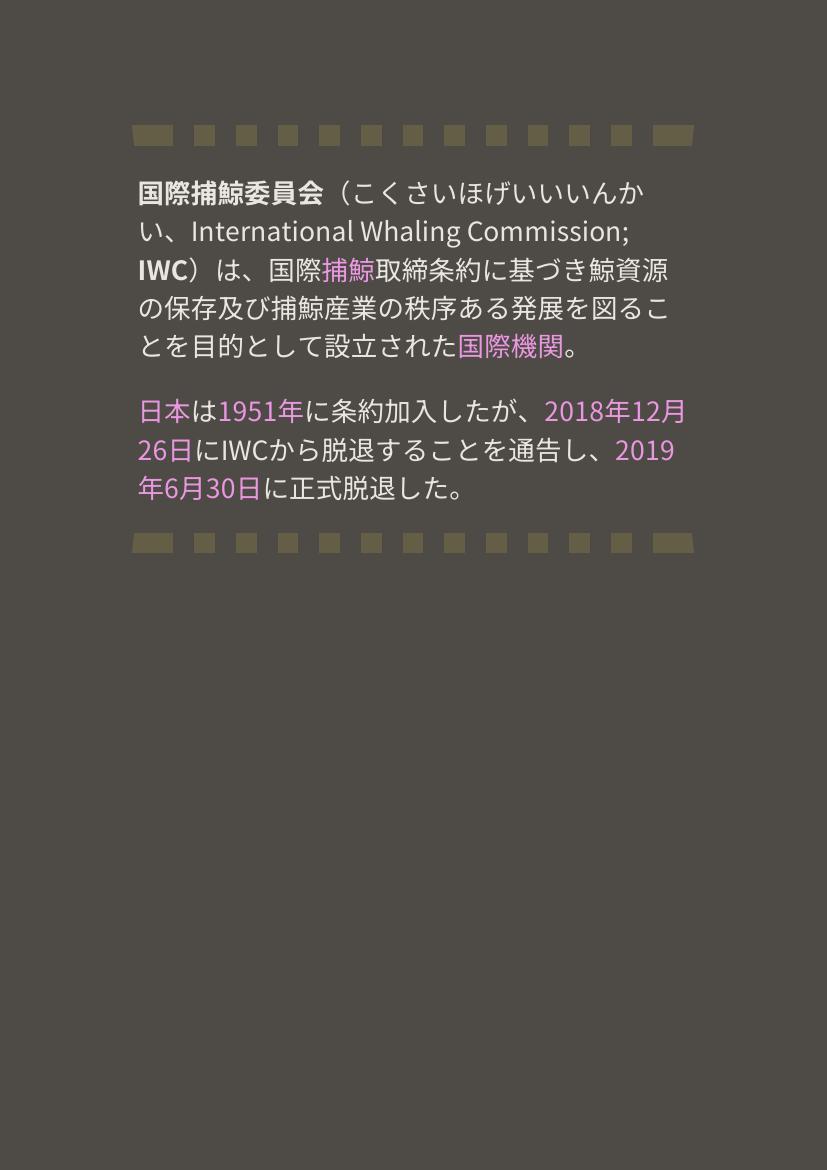 国際捕鯨委員会（こくさいほげいいいんか
い、International Whaling Commission;
IWC）は、国際捕鯨取締条約に基づき鯨資源
の保存及び捕鯨産業の秩序ある発展を図るこ
とを目的として設立された国際機関。
日本は1951年に条約加入したが、2018年12月
26日にIWCから脱退することを通告し、2019
年6月30日に正式脱退した。